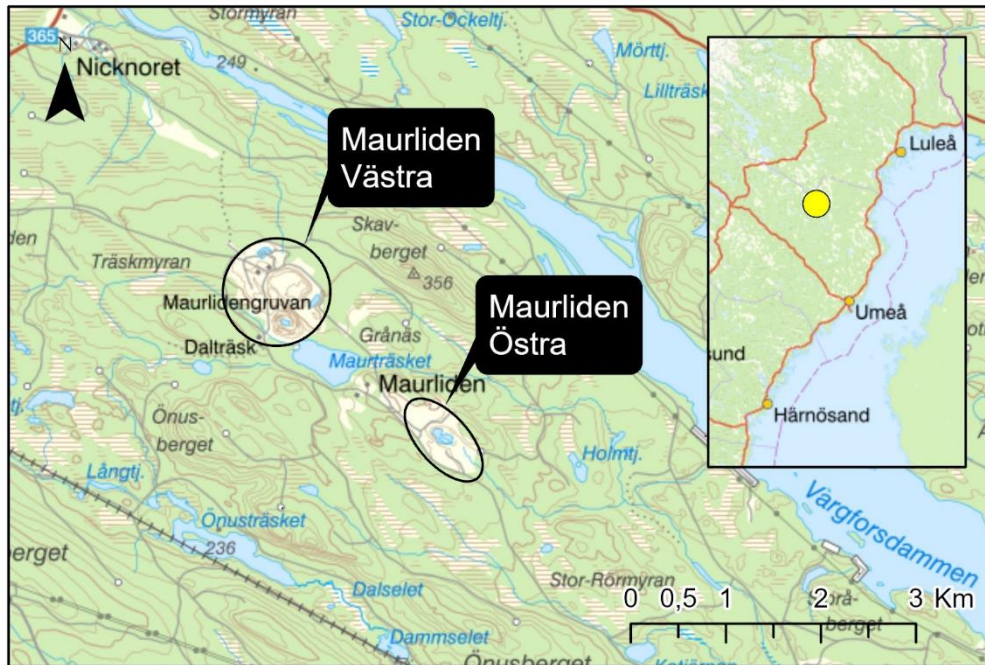 Störmyran
Stor-Ockeltj.
365
N
Nicknoret
249
Mörttj.
Lillträsk
Maurliden
Västra
Luleå
Skav-
berget
356
Träskmyran
Maurlidengruvan
Maurliden
Östra
Umeå
Dalträsk
Grånäs
Maurträsket
Maurliden
sund
Härnösand
Önus-
berget
Holmtj.
Långtj.
Önusträsket
236
Vargforsdammen
Dalselet
Stor-Rörmyran
0 0,5 1 2 3 Km
berget
Dammselet
Önusberget